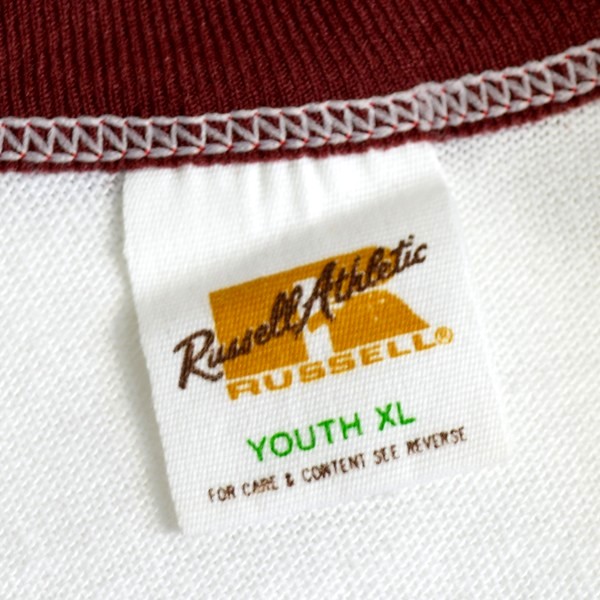 Russell Athletic
R
RUSSELL®
YOUTH XL
FOR CARE & CONTENT SEE REVERSE